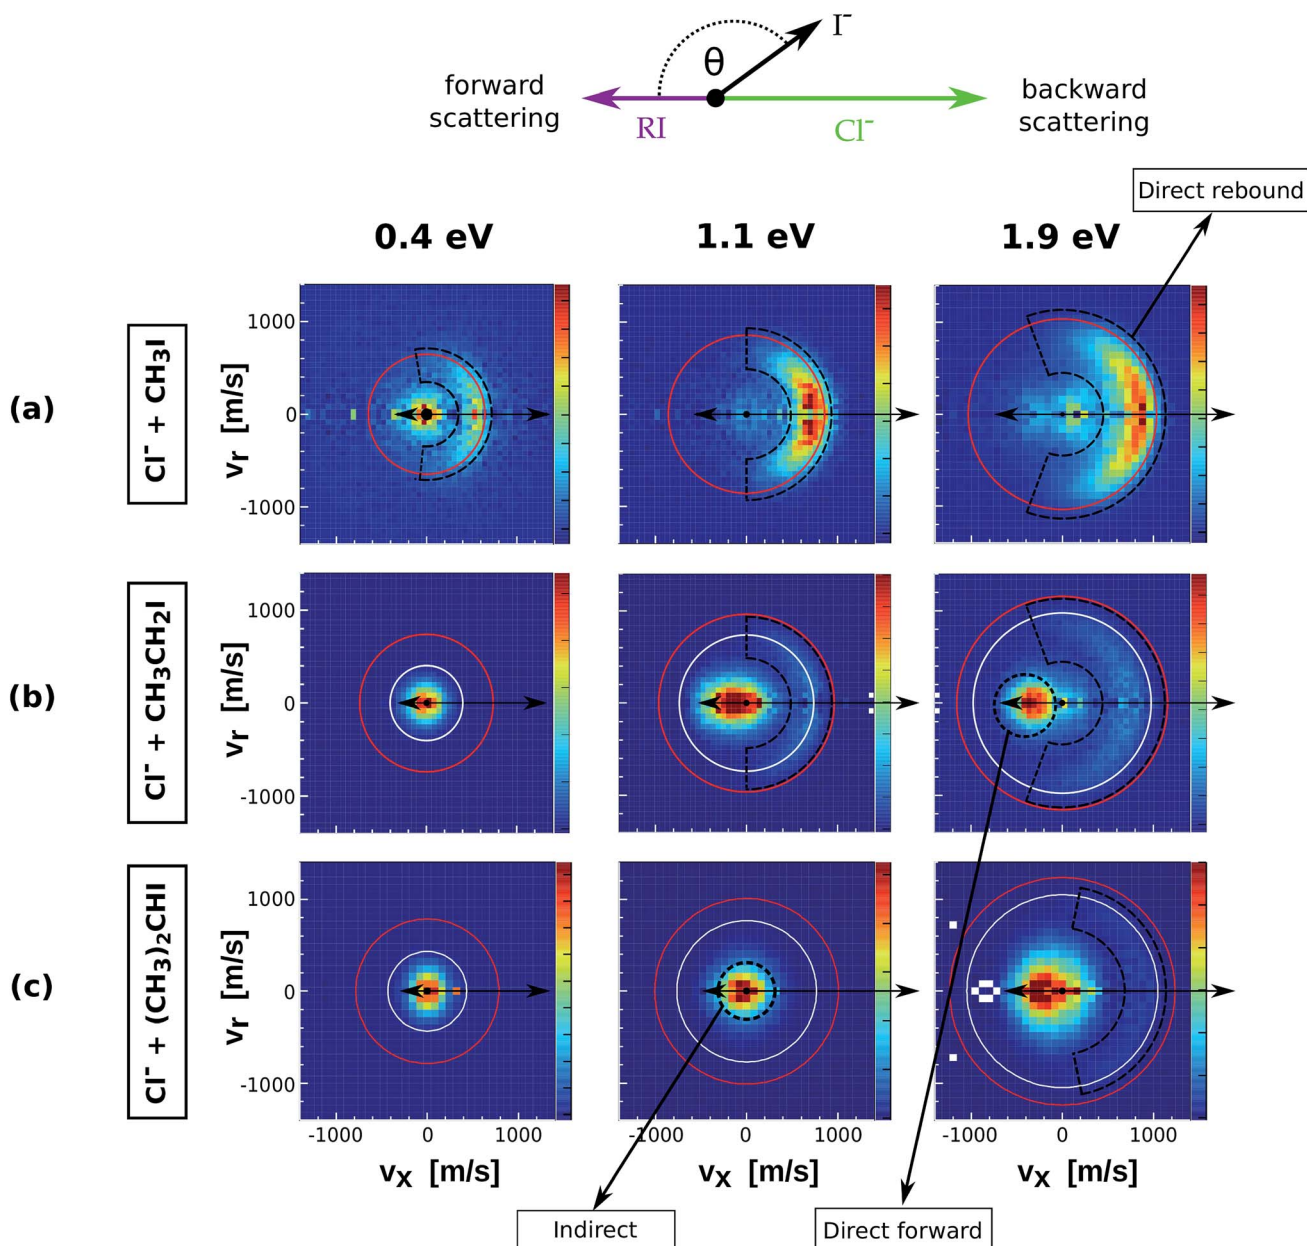 I⁻
θ
forward
scattering
RI
Cl⁻
backward
scattering
Direct rebound
0.4 eV
1.1 eV
1.9 eV
(a)
Cl⁻ + CH₃I
vᵣ [m/s]
1000
0
-1000
(b)
Cl⁻ + CH₃CH₂I
vᵣ [m/s]
1000
0
-1000
(c)
Cl⁻ + (CH₃)₂CHI
vᵣ [m/s]
1000
0
-1000
-1000 0 1000
-1000 0 1000
-1000 0 1000
vₓ [m/s]
vₓ [m/s]
vₓ [m/s]
Indirect
Direct forward